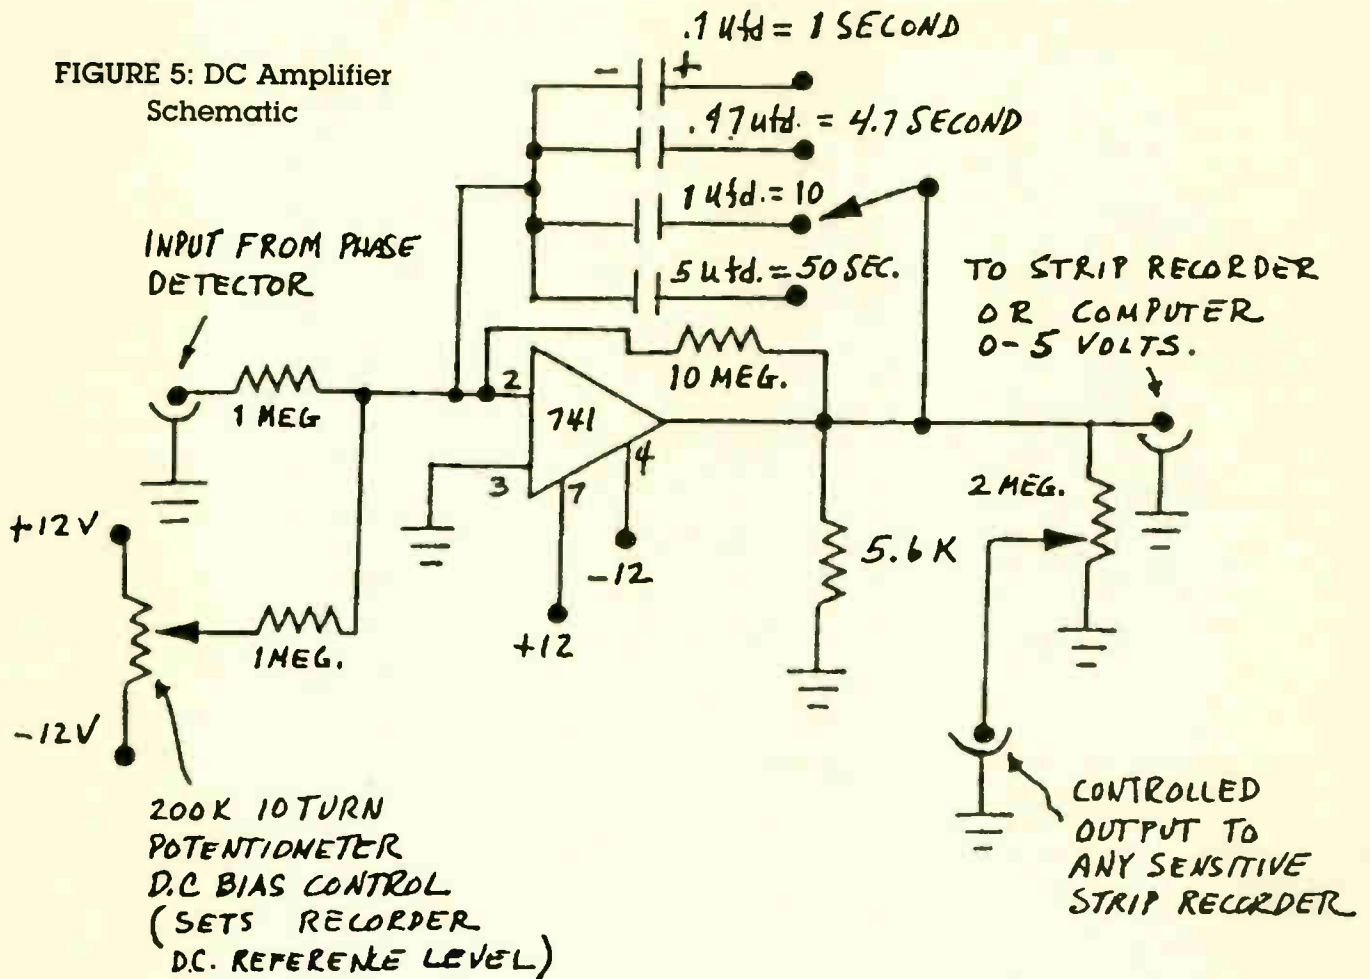 FIGURE 5: DC Amplifier
Schematic
.1 Ufd = 1 SECOND
- +
.47 Ufd. = 4.7 SECOND
1 Ufd. = 10
5 Ufd. = 50 SEC.
INPUT FROM PHASE
DETECTOR
TO STRIP RECORDER
OR COMPUTER
0-5 VOLTS.
10 MEG.
1 MEG
2
741
4
3
7
2 MEG.
+12V
-12
5.6K
1MEG.
+12
-12V
200K 10 TURN
POTENTIOMETER
D.C BIAS CONTROL
(SETS RECORDER
D.C. REFERENCE LEVEL)
CONTROLLED
OUTPUT TO
ANY SENSITIVE
STRIP RECORDER